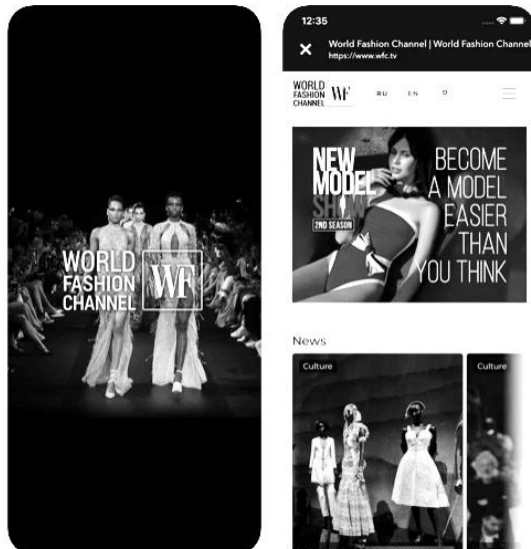 WORLD
FASHION
CHANNEL
WF
12:35
World Fashion Channel | World Fashion Channel
https://www.wfc.tv
WORLD
FASHION
CHANNEL
WF
RU EN
NEW
MODEL
SHOW
2ND SEASON
BECOME
A MODEL
EASIER
THAN
YOU THINK
News
Culture
Culture